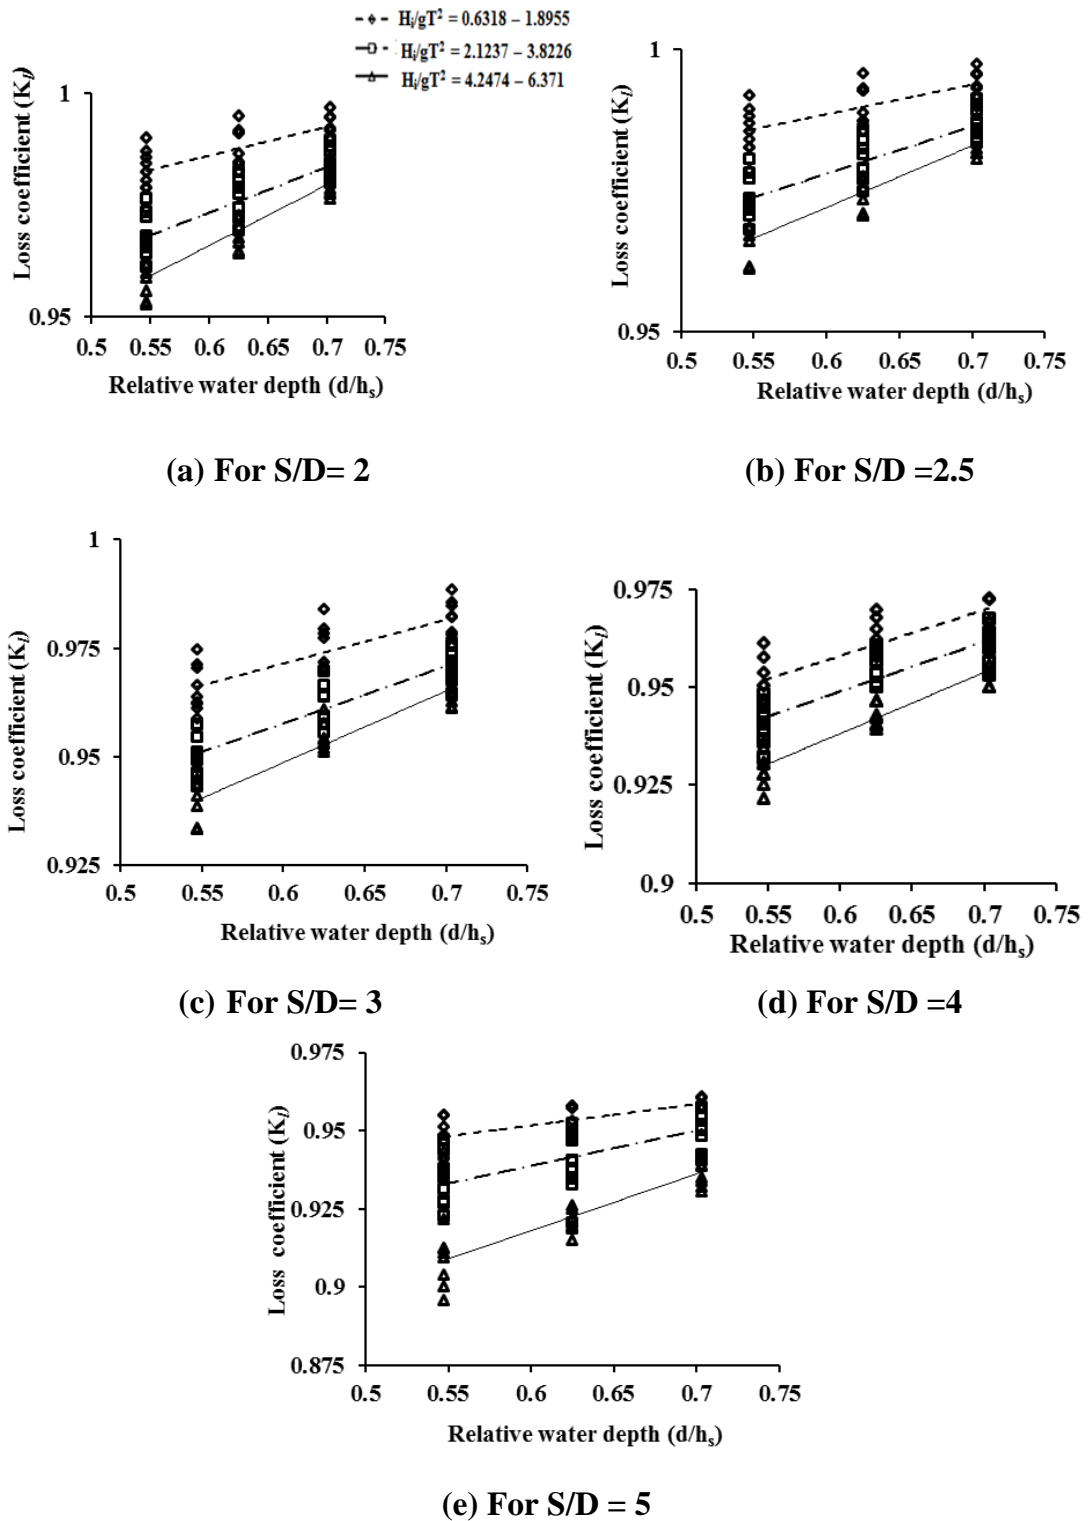 Hᵢ/gT² = 0.6318 – 1.8955
Hᵢ/gT² = 2.1237 – 3.8226
Hᵢ/gT² = 4.2474 – 6.371
Loss coefficient (Kₗ)
1
0.95
0.5 0.55 0.6 0.65 0.7 0.75
Relative water depth (d/hₛ)
(a) For S/D= 2
Loss coefficient (Kₗ)
1
0.95
0.5 0.55 0.6 0.65 0.7 0.75
Relative water depth (d/hₛ)
(b) For S/D =2.5
Loss coefficient (Kₗ)
1
0.975
0.95
0.925
0.5 0.55 0.6 0.65 0.7 0.75
Relative water depth (d/hₛ)
(c) For S/D= 3
Loss coefficient (Kₗ)
0.975
0.95
0.925
0.9
0.5 0.55 0.6 0.65 0.7 0.75
Relative water depth (d/hₛ)
(d) For S/D =4
Loss coefficient (Kₗ)
0.975
0.95
0.925
0.9
0.875
0.5 0.55 0.6 0.65 0.7 0.75
Relative water depth (d/hₛ)
(e) For S/D = 5